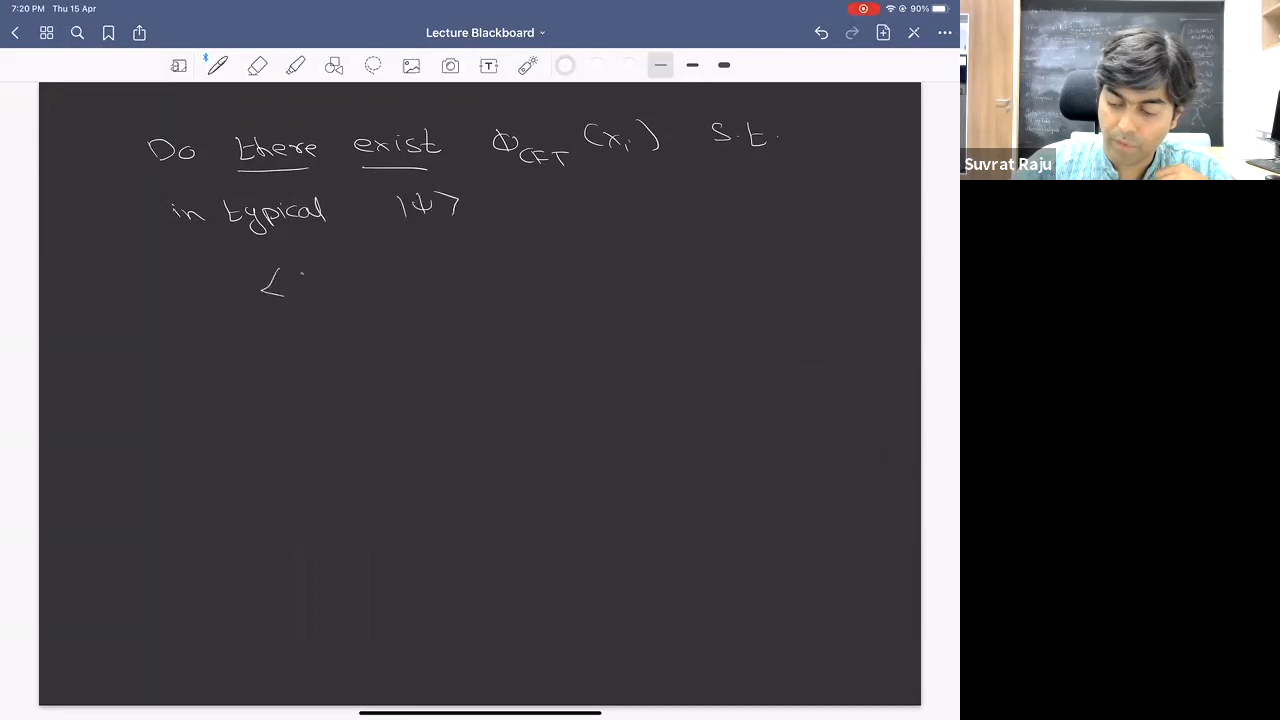 7:20 PM Thu 15 Apr 90%
Lecture Blackboard
T
Do there exist Φ_CFT (x_i) s.t.
in typical |ψ⟩
⟨
Suvrat Raju